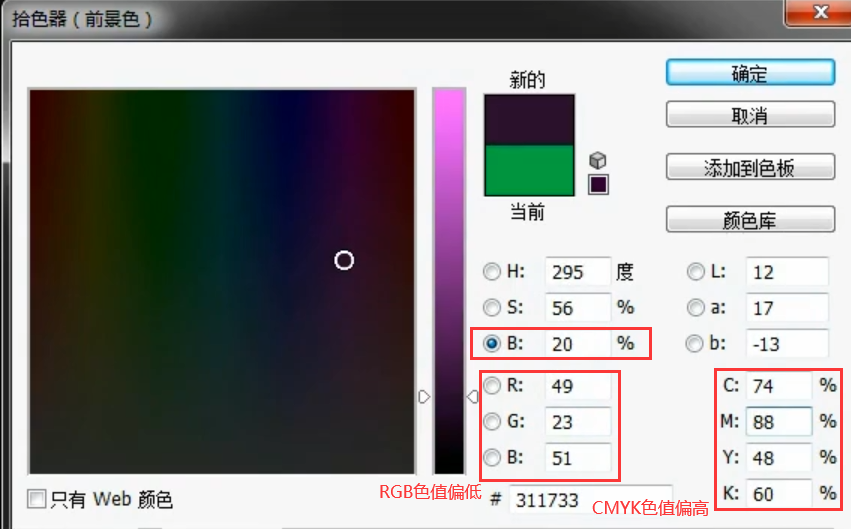 拾色器（前景色）
新的
当前
确定
取消
添加到色板
颜色库
H: 295 度
S: 56 %
B: 20 %
R: 49
G: 23
B: 51
L: 12
a: 17
b: -13
C: 74 %
M: 88 %
Y: 48 %
K: 60 %
RGB色值偏低
# 311733
CMYK色值偏高
只有 Web 颜色